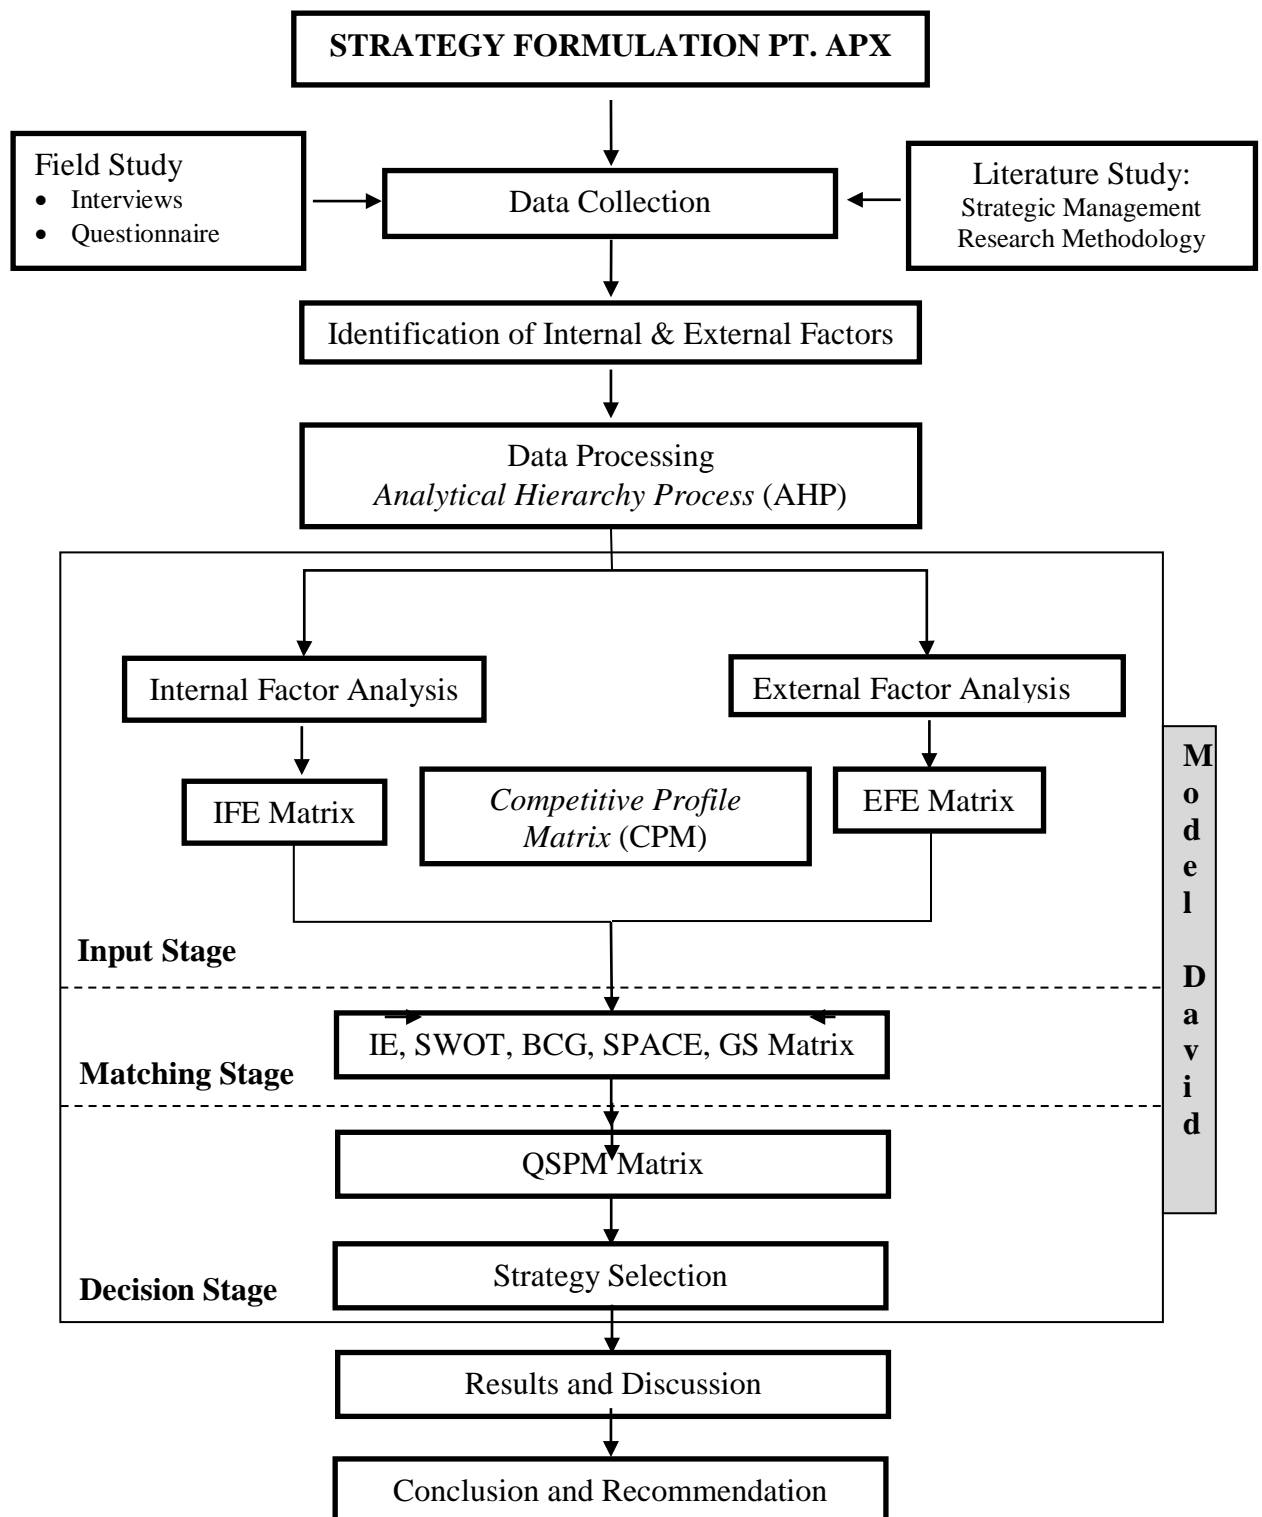 STRATEGY FORMULATION PT. APX
Field Study
• Interviews
• Questionnaire
Data Collection
Literature Study:
Strategic Management
Research Methodology
Identification of Internal & External Factors
Data Processing
Analytical Hierarchy Process (AHP)
Internal Factor Analysis
External Factor Analysis
IFE Matrix
Competitive Profile
Matrix (CPM)
EFE Matrix
Input Stage
IE, SWOT, BCG, SPACE, GS Matrix
Matching Stage
QSPM Matrix
Strategy Selection
Decision Stage
Model David
Results and Discussion
Conclusion and Recommendation